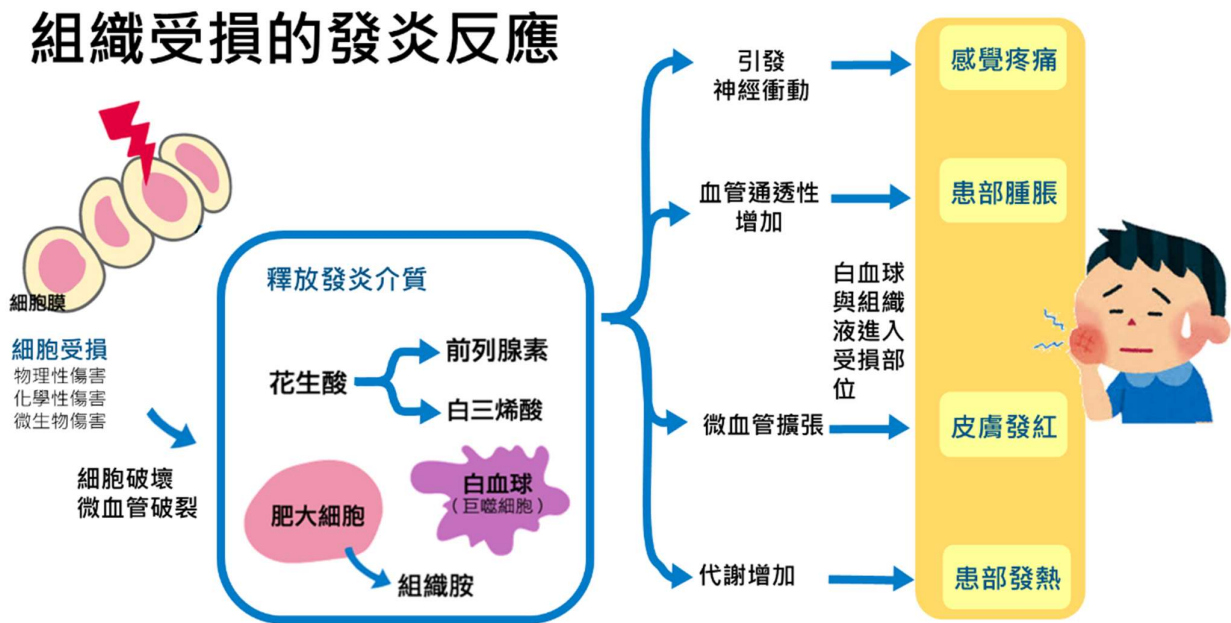 組織受損的發炎反應
細胞膜
細胞受損
物理性傷害
化學性傷害
微生物傷害
細胞破壞
微血管破裂
釋放發炎介質
花生酸
前列腺素
白三烯酸
肥大細胞
白血球
(巨噬細胞)
組織胺
引發
神經衝動
感覺疼痛
血管通透性
增加
患部腫脹
白血球
與組織
液進入
受損部
位
微血管擴張
皮膚發紅
代謝增加
患部發熱